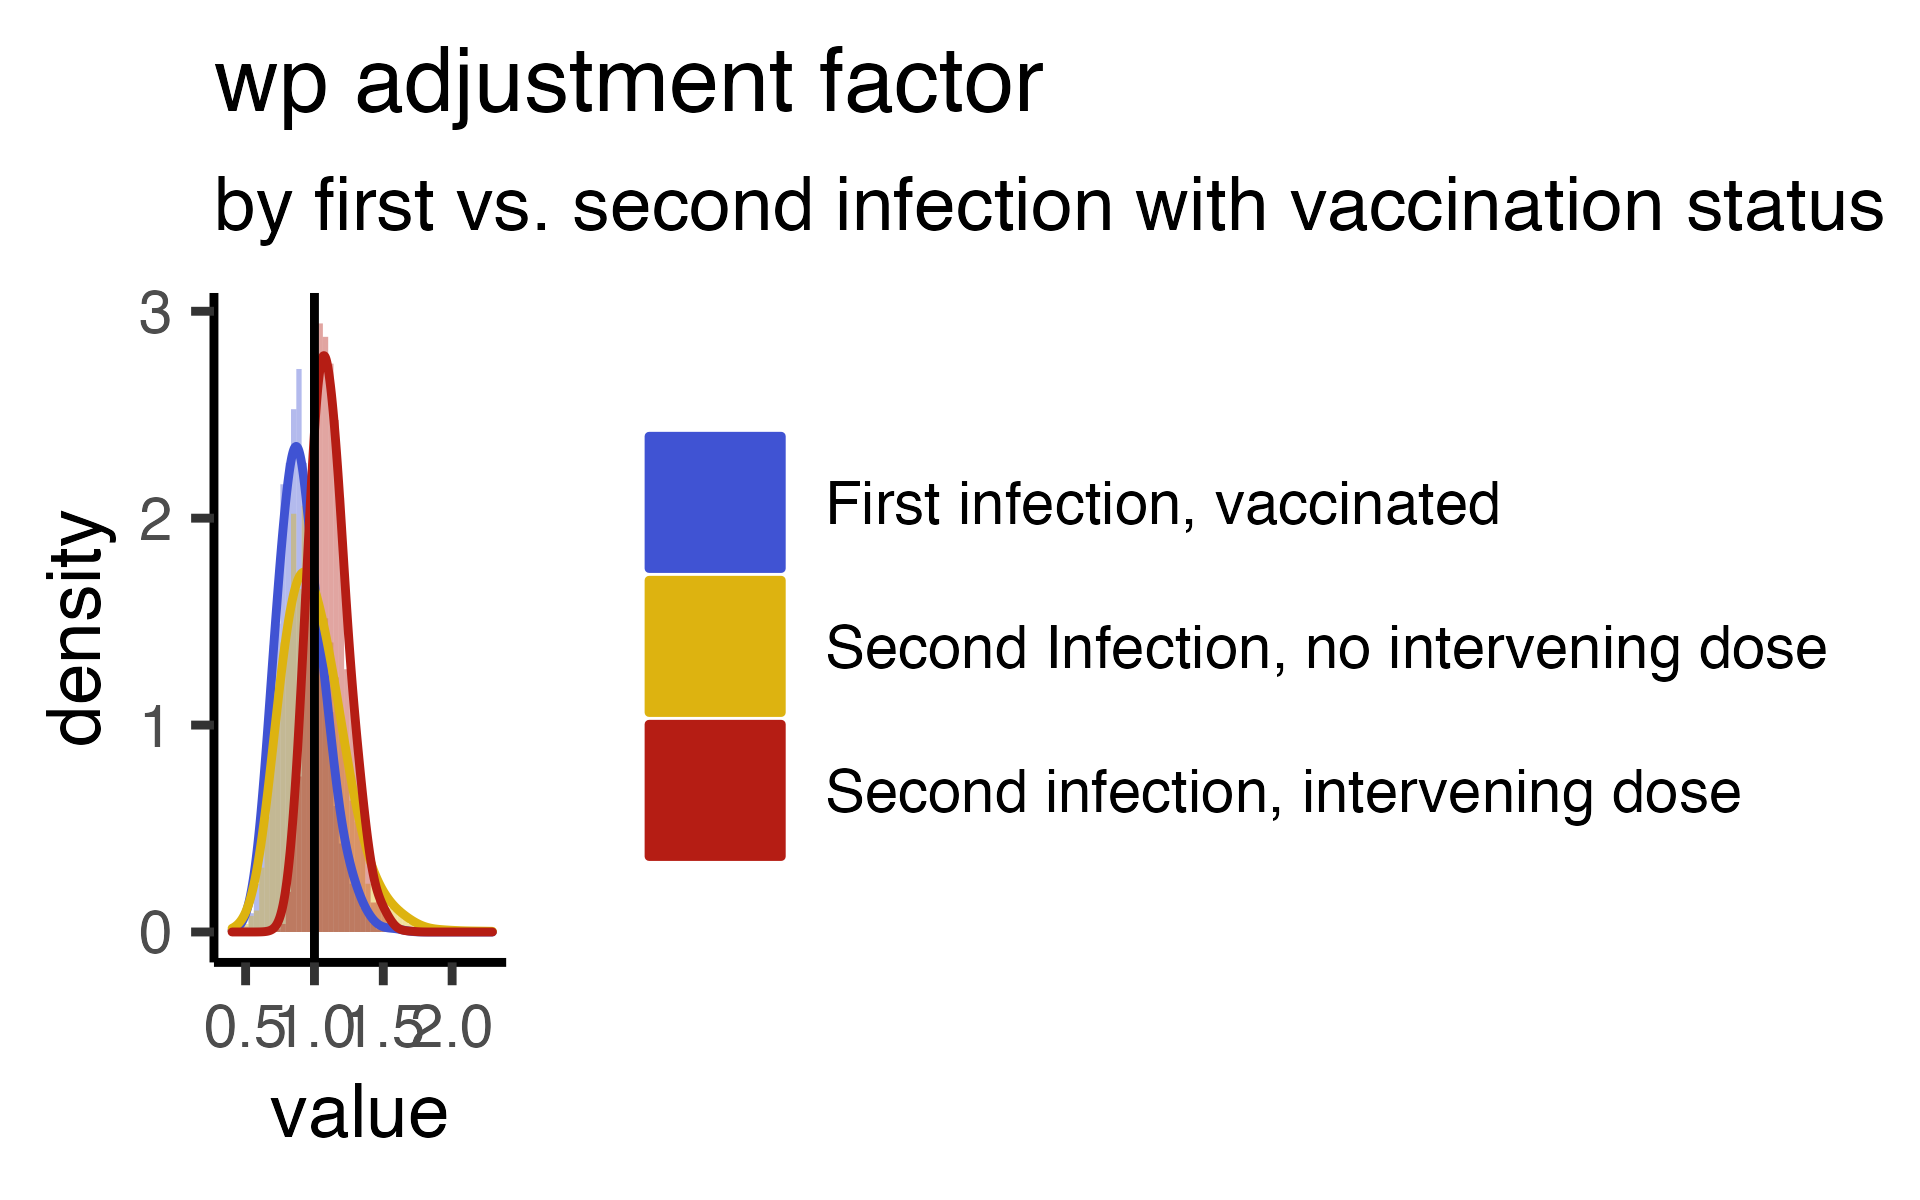 wp adjustment factor
by first vs. second infection with vaccination status
3
2
1
0
density
0.5 1.0 1.5 2.0
value
First infection, vaccinated
Second Infection, no intervening dose
Second infection, intervening dose